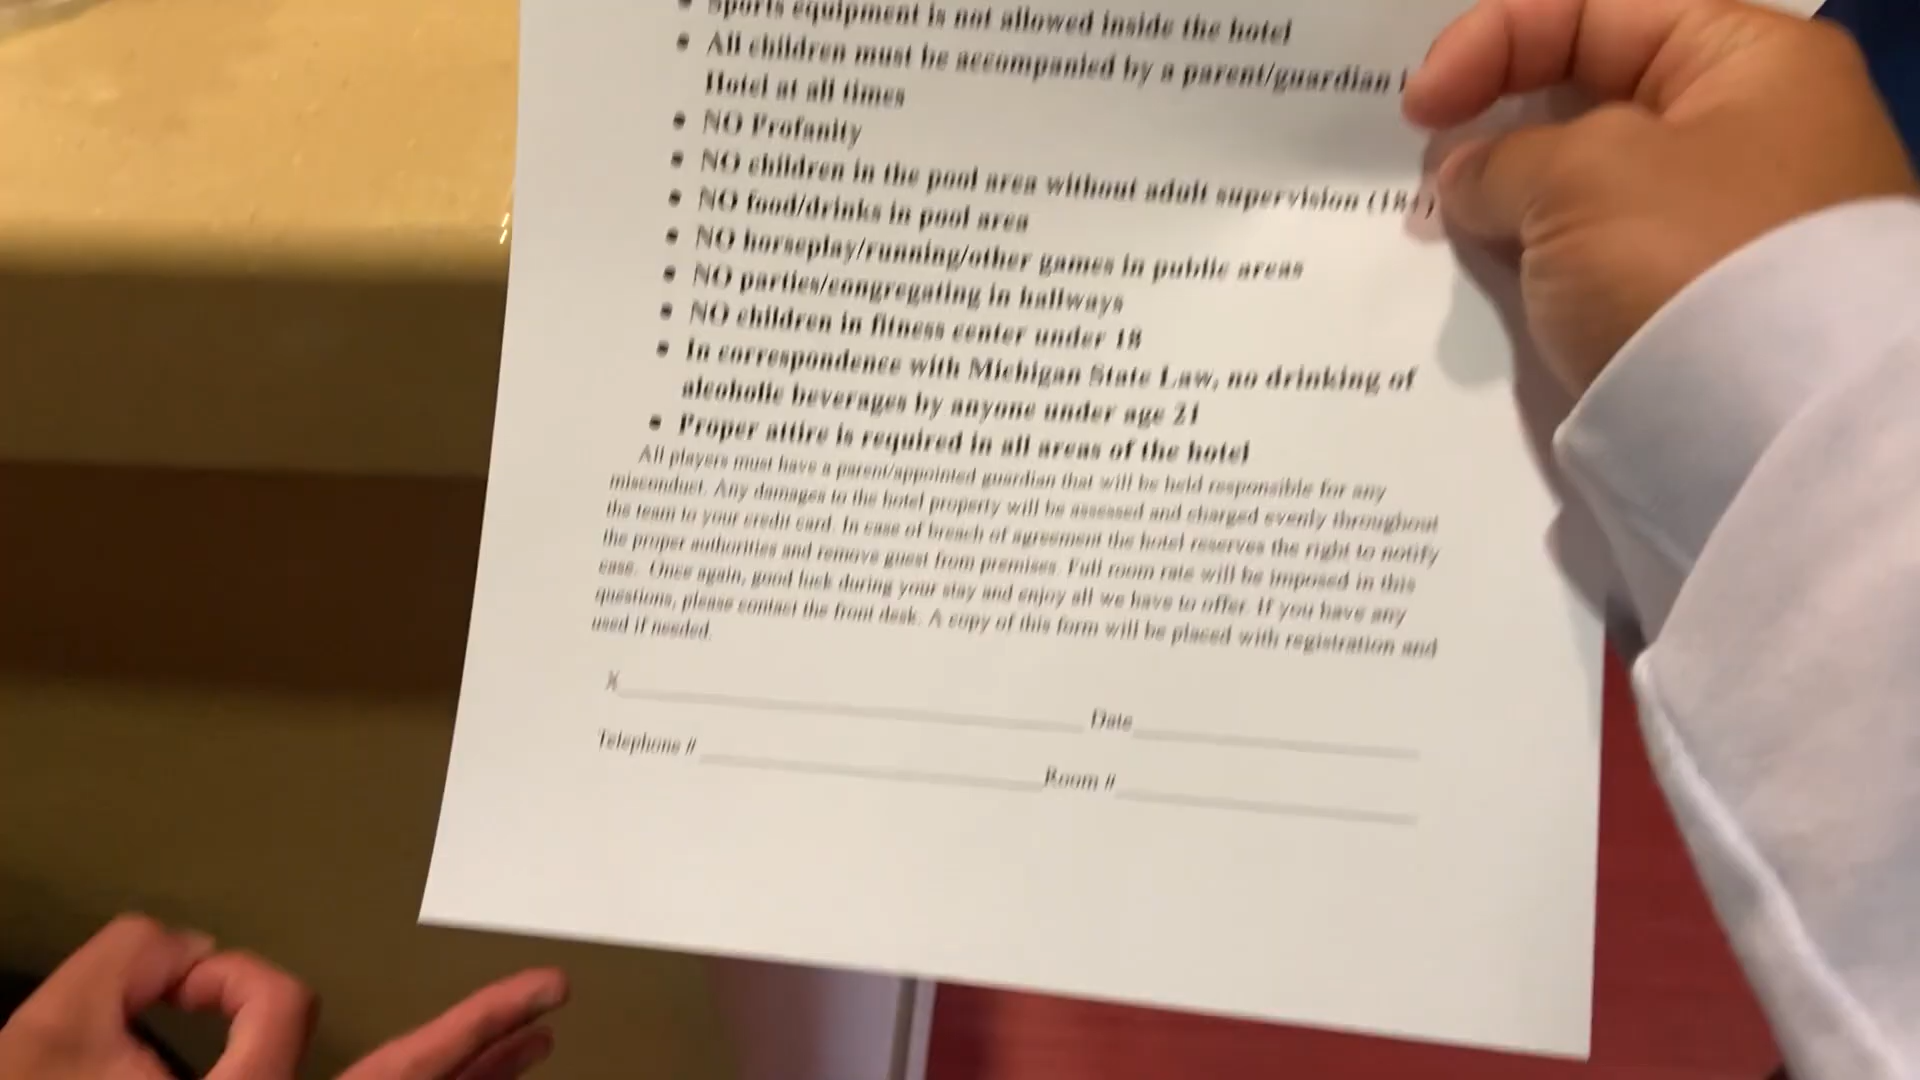 • Sports equipment is not allowed inside the hotel
• All children must be accompanied by a parent/guardian
Hotel at all times
• NO Profanity
• NO children in the pool area without adult supervision (18+)
• NO food/drinks in pool area
• NO horseplay/running/other games in public areas
• NO parties/congregating in hallways
• NO children in fitness center under 18
• In correspondence with Michigan State Law, no drinking of
alcoholic beverages by anyone under age 21
• Proper attire is required in all areas of the hotel
All players must have a parent/appointed guardian that will be held responsible for any
misconduct. Any damages to the hotel property will be assessed and charged evenly throughout
the team to your credit card. In case of breach of agreement the hotel reserves the right to notify
the proper authorities and remove guest from premises. Full room rate will be imposed in this
case. Once again, good luck during your stay and enjoy all we have to offer. If you have any
questions, please contact the front desk. A copy of this form will be placed with registration and
used if needed.
X Date
Telephone # Room #